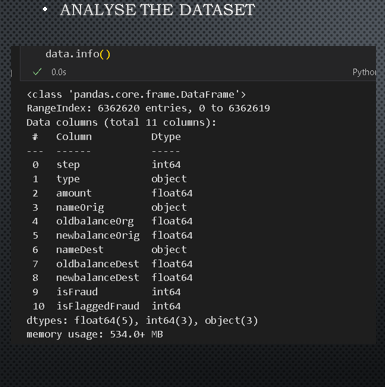 • ANALYSE THE DATASET
data.info()
✓ 0.0s Pytho
<class 'pandas.core.frame.DataFrame'>
RangeIndex: 6362620 entries, 0 to 6362619
Data columns (total 11 columns):
# Column Dtype
--- ------ -----
0 step int64
1 type object
2 amount float64
3 nameOrig object
4 oldbalanceOrg float64
5 newbalanceOrig float64
6 nameDest object
7 oldbalanceDest float64
8 newbalanceDest float64
9 isFraud int64
10 isFlaggedFraud int64
dtypes: float64(5), int64(3), object(3)
memory usage: 534.0+ MB